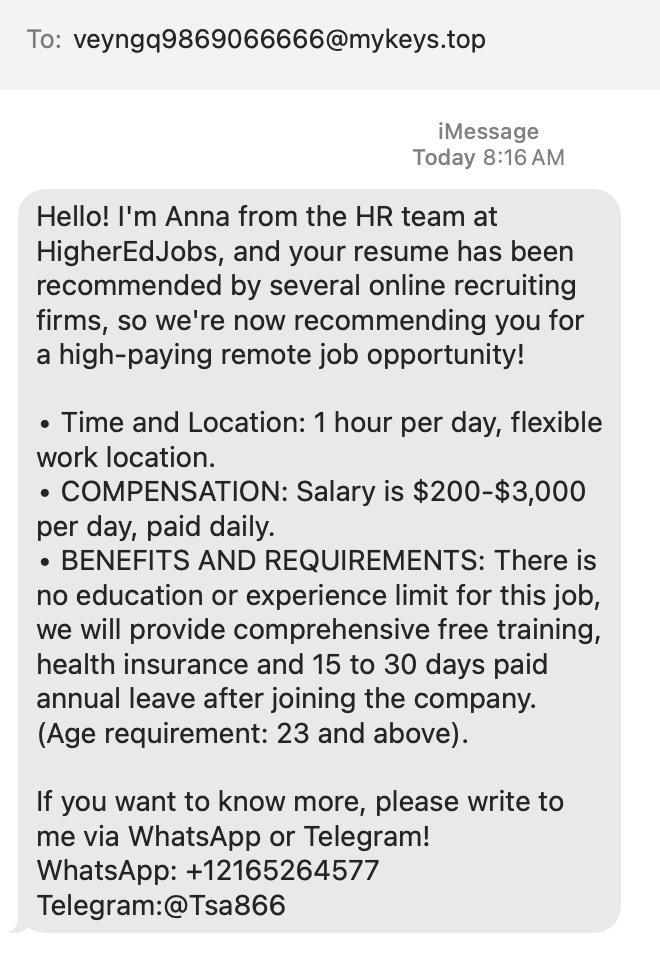 To: veyngq9869066666@mykeys.top
iMessage
Today 8:16 AM
Hello! I'm Anna from the HR team at
HigherEdJobs, and your resume has been
recommended by several online recruiting
firms, so we're now recommending you for
a high-paying remote job opportunity!
• Time and Location: 1 hour per day, flexible
work location.
• COMPENSATION: Salary is $200-$3,000
per day, paid daily.
• BENEFITS AND REQUIREMENTS: There is
no education or experience limit for this job,
we will provide comprehensive free training,
health insurance and 15 to 30 days paid
annual leave after joining the company.
(Age requirement: 23 and above).
If you want to know more, please write to
me via WhatsApp or Telegram!
WhatsApp: +12165264577
Telegram:@Tsa866